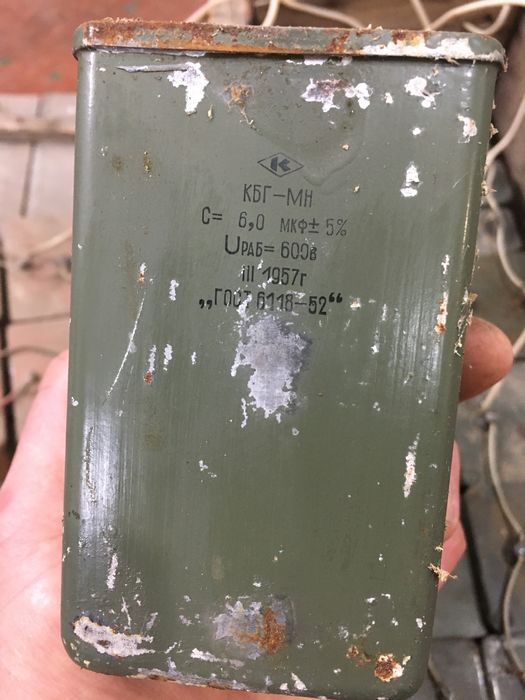 К
КБГ-МН
С= 6,0 мкф± 5%
Uраб= 600в
III 1957г
„ГОСТ 6118-52“